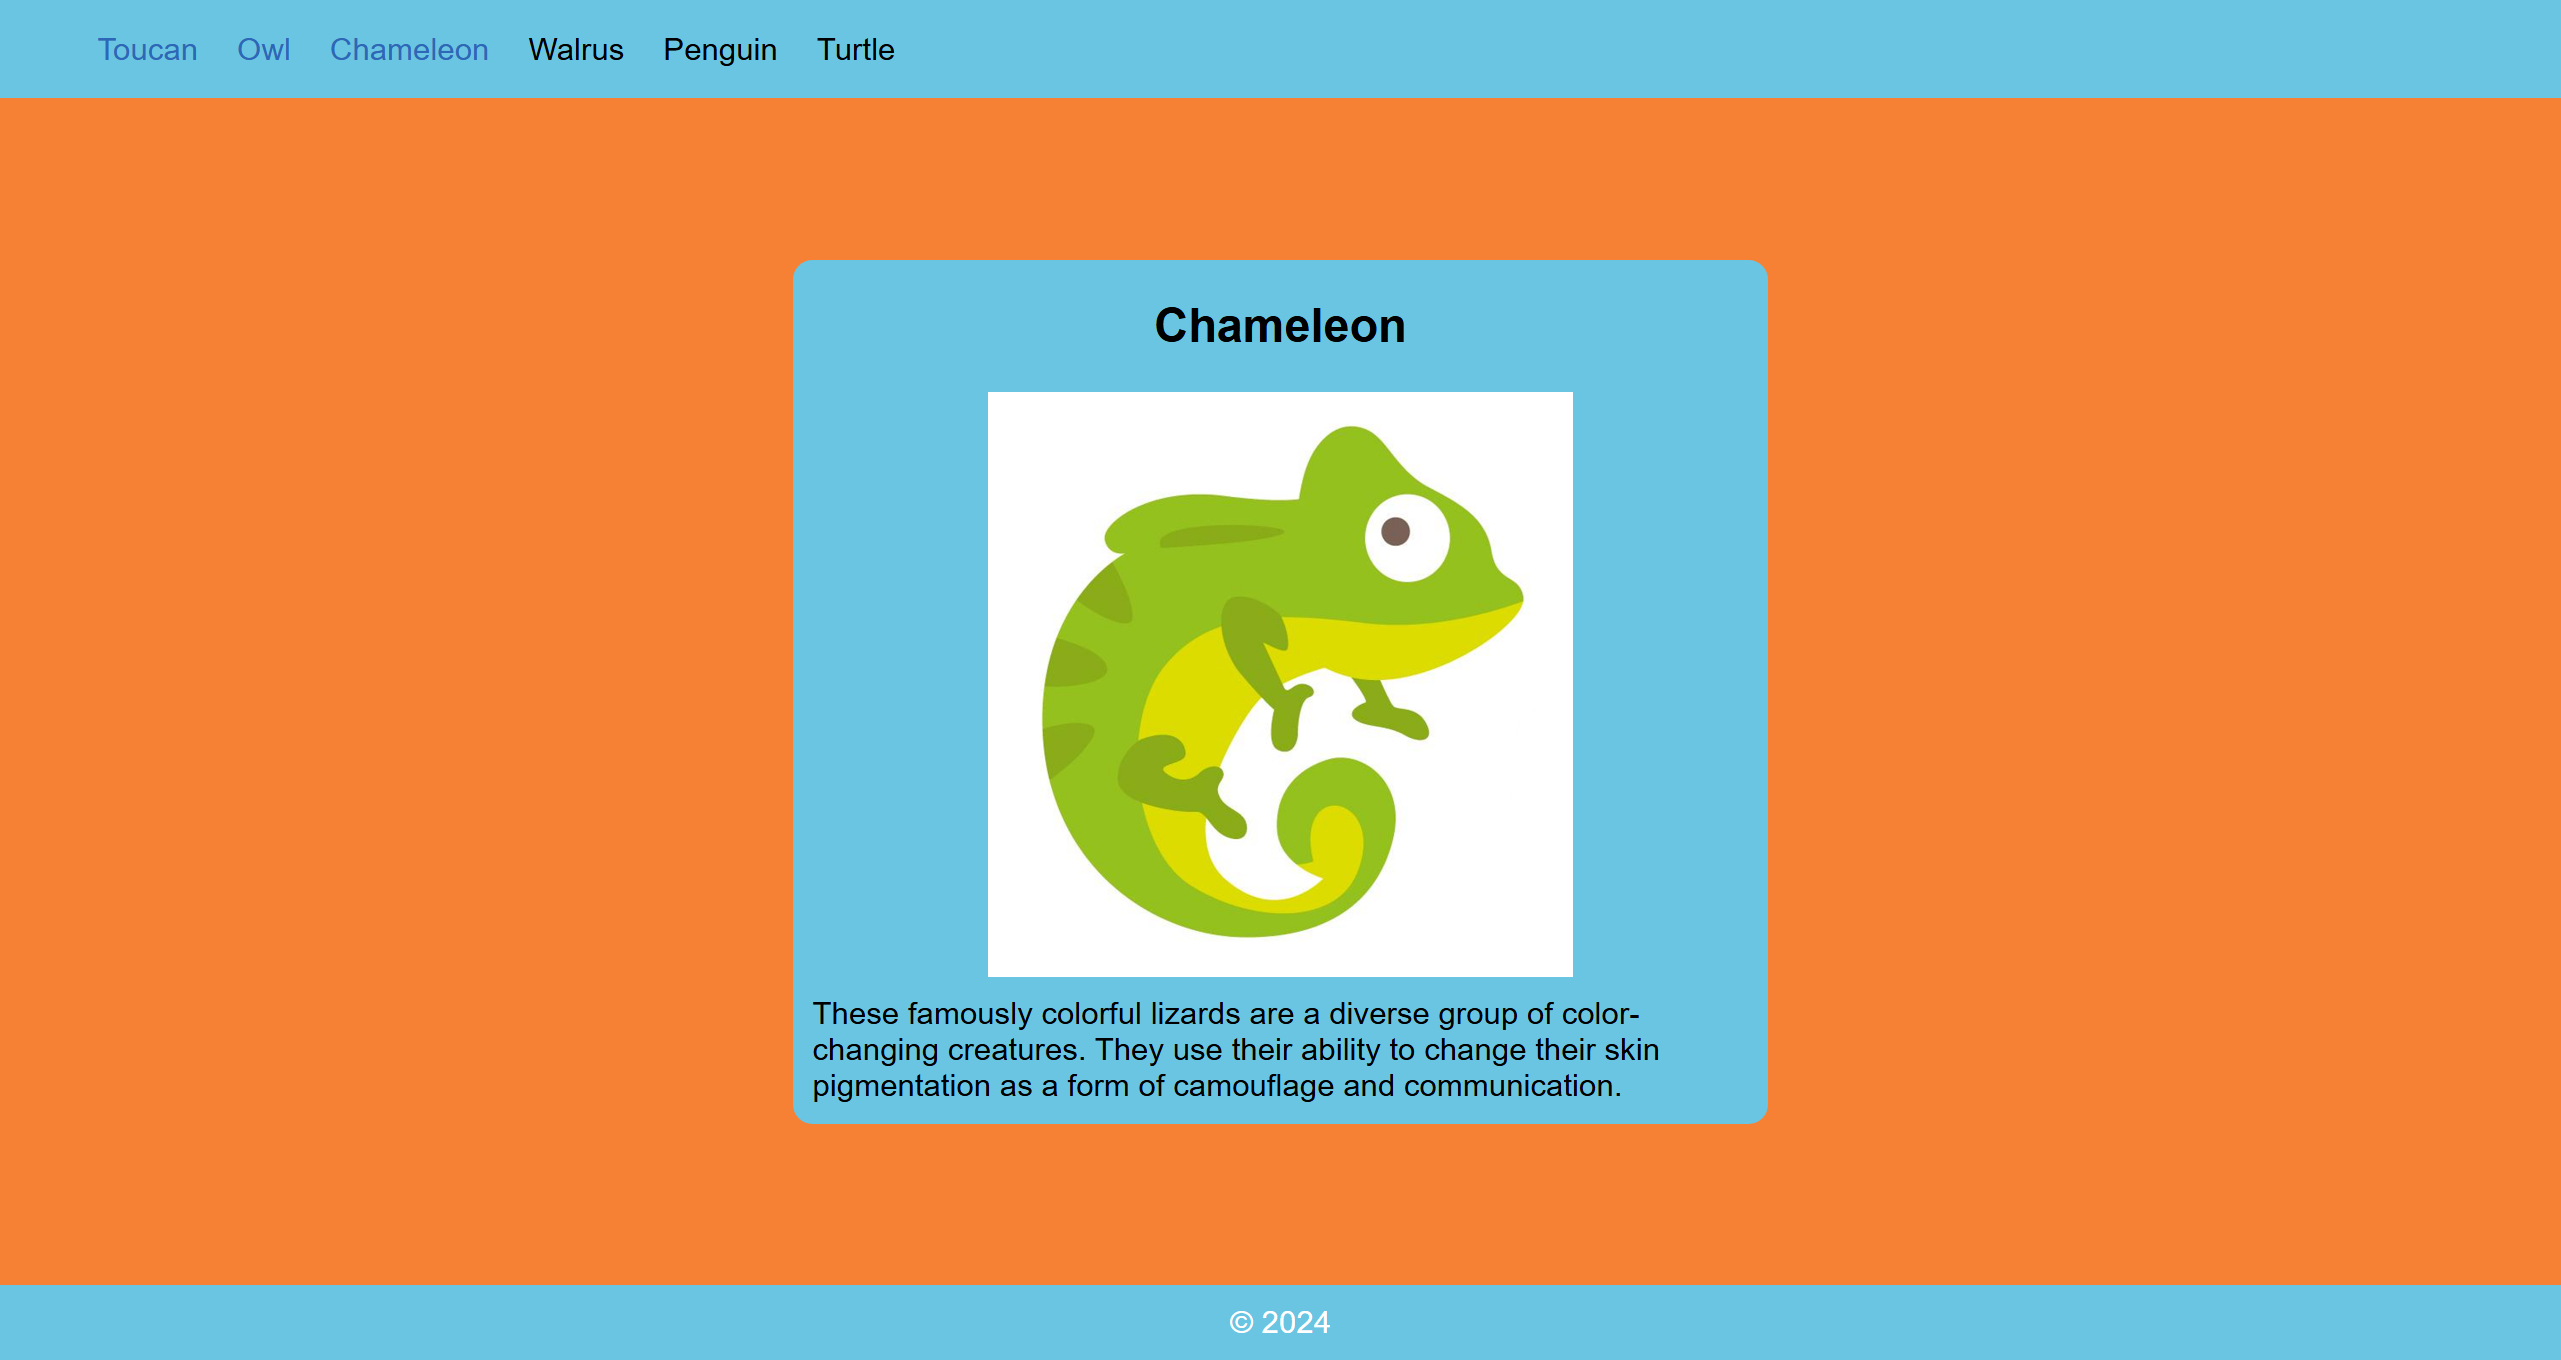 Toucan Owl Chameleon Walrus Penguin Turtle
Chameleon
These famously colorful lizards are a diverse group of color-
changing creatures. They use their ability to change their skin
pigmentation as a form of camouflage and communication.
© 2024